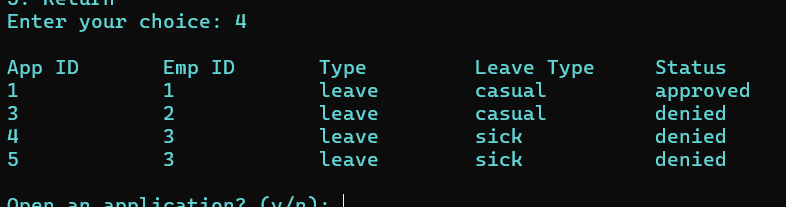 5. Return
Enter your choice: 4
App ID Emp ID Type Leave Type Status
1 1 leave casual approved
3 2 leave casual denied
4 3 leave sick denied
5 3 leave sick denied
Open an application? (y/n):